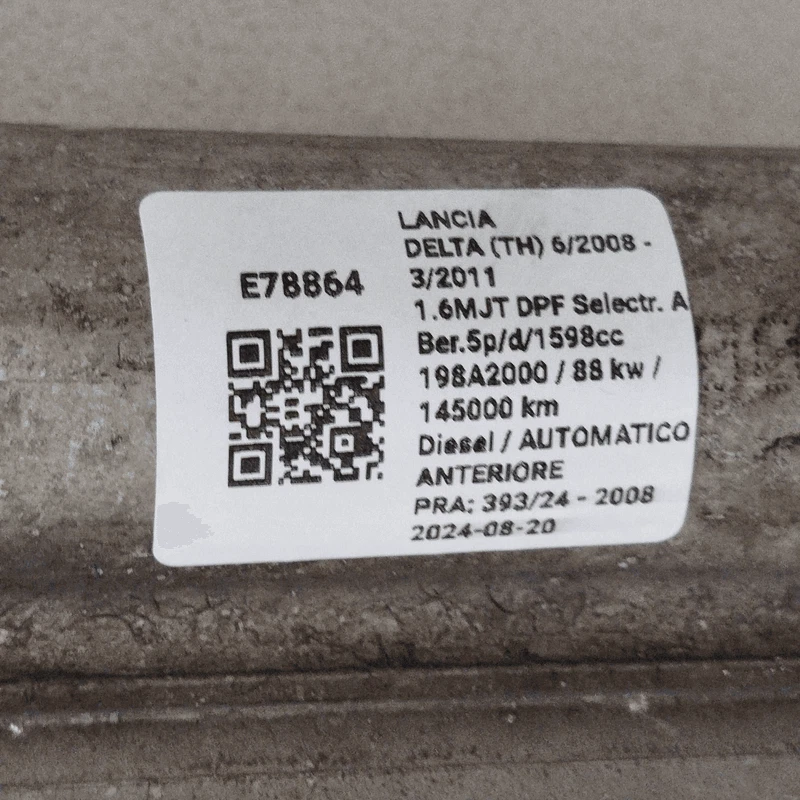 E78864
LANCIA
DELTA (TH) 6/2008 -
3/2011
1.6MJT DPF Selectr. A
Ber.5p/d/1598cc
198A2000 / 88 kw /
145000 km
Diesel / AUTOMATICO
ANTERIORE
PRA: 393/24 - 2008
2024-08-20